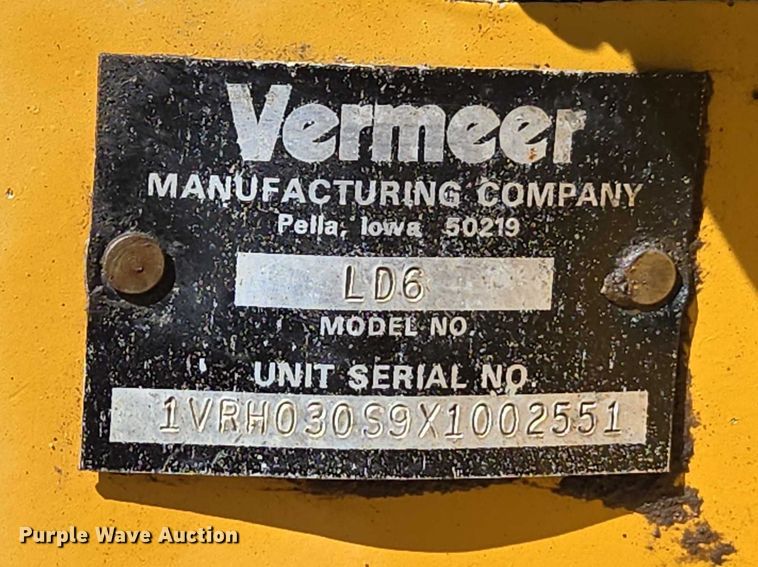 Vermeer
MANUFACTURING COMPANY
Pella, Iowa 50219
LD6
MODEL NO.
UNIT SERIAL NO.
1VRH030S9X1002551
Purple Wave Auction